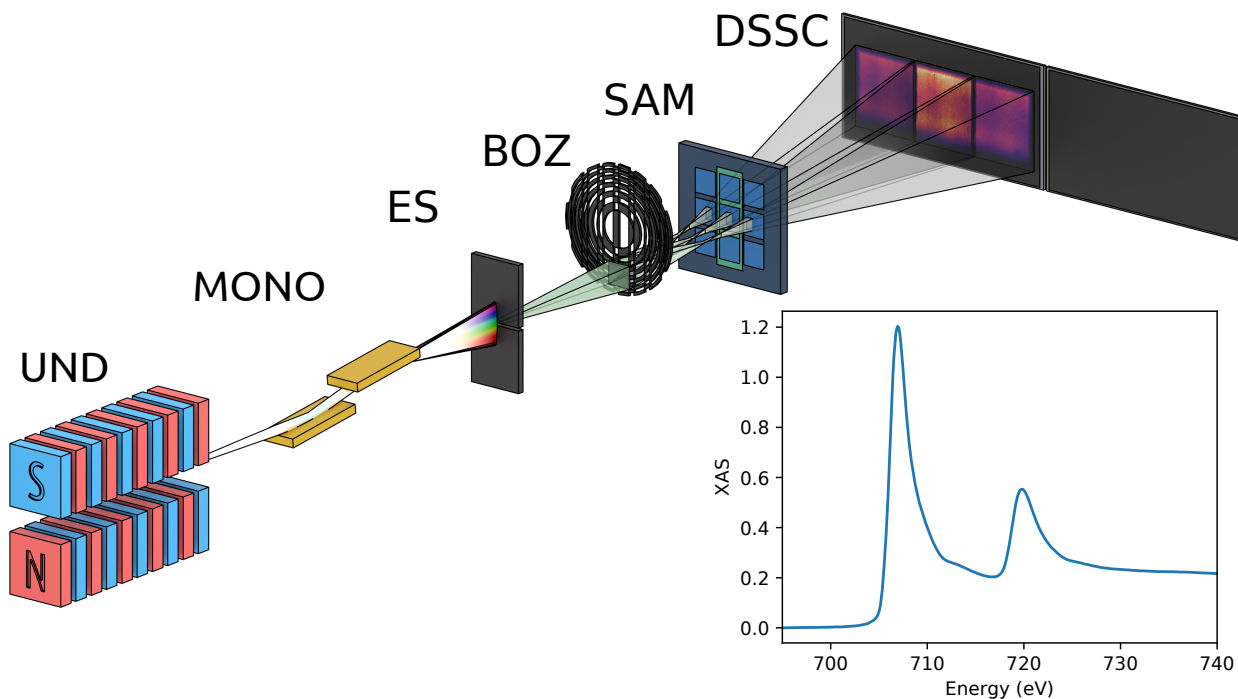 DSSC
SAM
BOZ
ES
MONO
UND
S
N
XAS
1.2
1.0
0.8
0.6
0.4
0.2
0.0
700 710 720 730 740
Energy (eV)